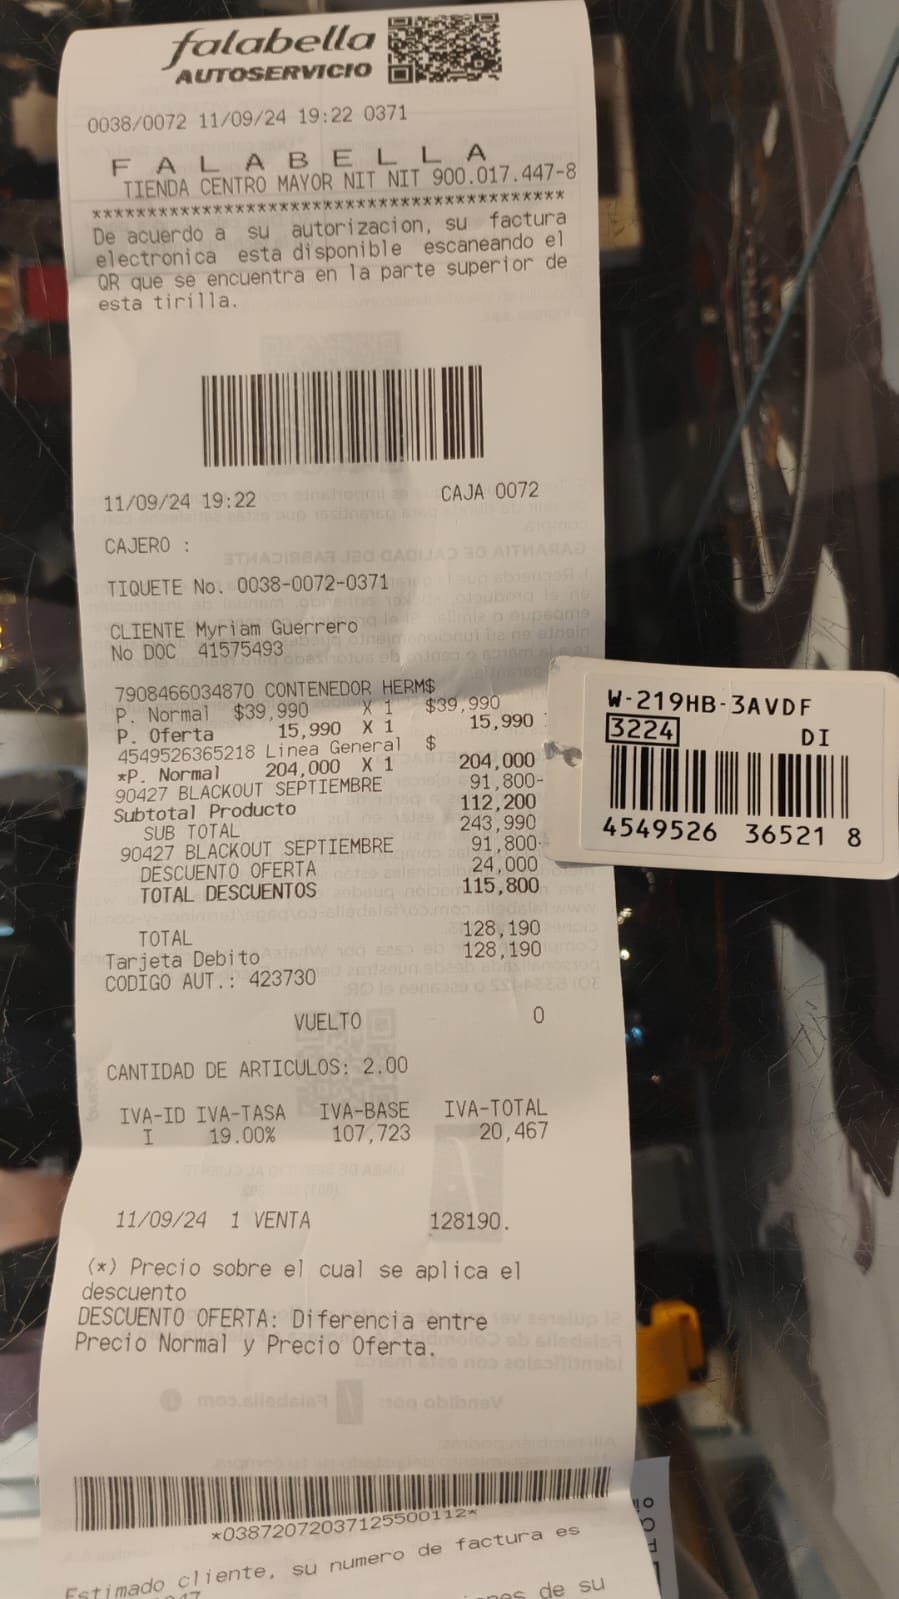 falabella
AUTOSERVICIO
0038/0072 11/09/24 19:22 0371
F A L A B E L L A
TIENDA CENTRO MAYOR NIT NIT 900.017.447-8
******************************************
De acuerdo a su autorizacion, su factura
electronica esta disponible escaneando el
QR que se encuentra en la parte superior de
esta tirilla.
11/09/24 19:22 CAJA 0072
CAJERO :
TIQUETE No. 0038-0072-0371
CLIENTE Myriam Guerrero
No DOC 41575493
7908466034870 CONTENEDOR HERM$
P. Normal $39,990 X 1 $39,990
P. Oferta 15,990 X 1 15,990
4549526365218 Linea General $
*P. Normal 204,000 X 1 204,000
90427 BLACKOUT SEPTIEMBRE 91,800-
Subtotal Producto 112,200
SUB TOTAL 243,990
90427 BLACKOUT SEPTIEMBRE 91,800-
DESCUENTO OFERTA 24,000
TOTAL DESCUENTOS 115,800
TOTAL 128,190
Tarjeta Debito 128,190
CODIGO AUT.: 423730
VUELTO 0
CANTIDAD DE ARTICULOS: 2.00
IVA-ID IVA-TASA IVA-BASE IVA-TOTAL
I 19.00% 107,723 20,467
11/09/24 1 VENTA 128190.
(*) Precio sobre el cual se aplica el
descuento
DESCUENTO OFERTA: Diferencia entre
Precio Normal y Precio Oferta.
*038720720371255001​12*
Estimado cliente, su numero de factura es
de su
W-219HB-3AVDF
3224 DI
4549526 36521 8